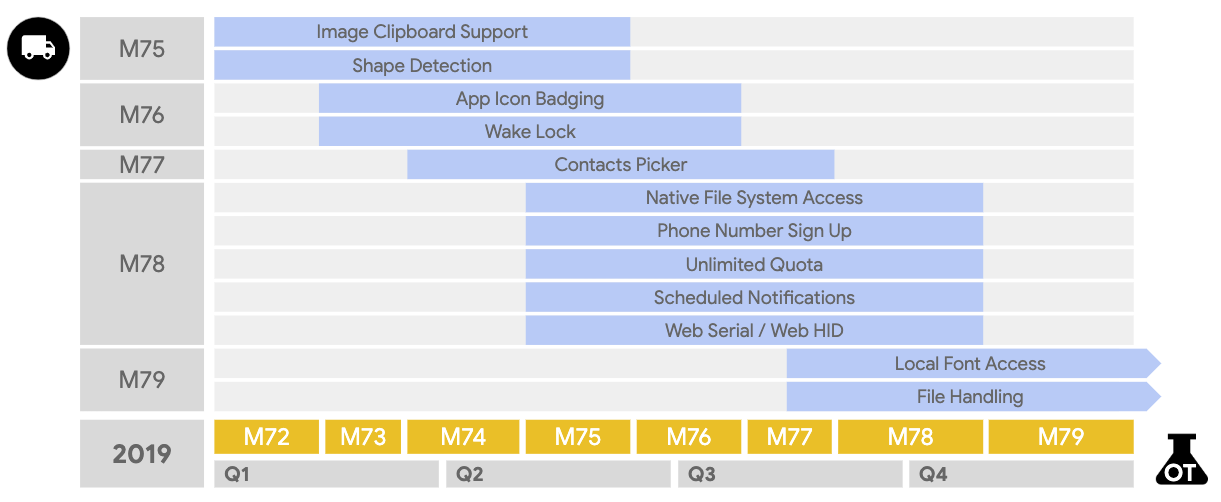 M75
Image Clipboard Support
Shape Detection
M76
App Icon Badging
Wake Lock
M77
Contacts Picker
M78
Native File System Access
Phone Number Sign Up
Unlimited Quota
Scheduled Notifications
Web Serial / Web HID
M79
Local Font Access
File Handling
2019
M72 M73 M74 M75 M76 M77 M78 M79
Q1 Q2 Q3 Q4
OT